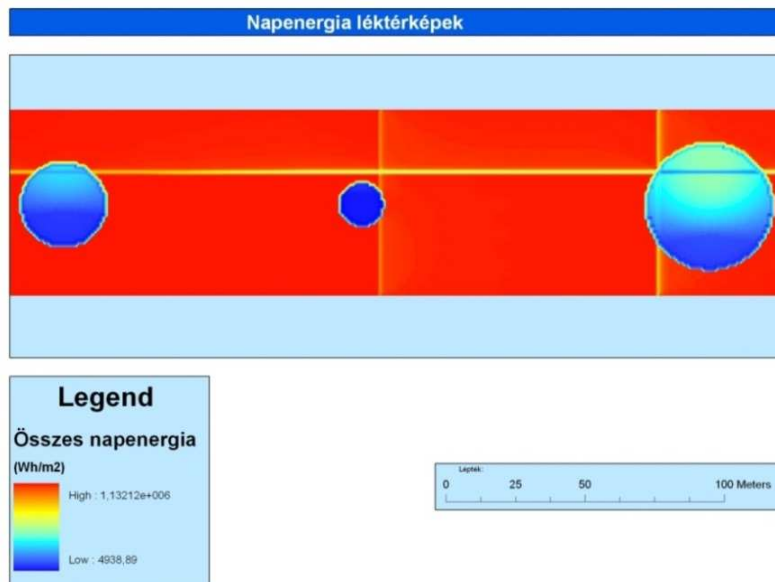 Napenergia léktérképek
Legend
Összes napenergia
(Wh/m2)
High : 1,13212e+006
Low : 4938,89
Lépték:
0 25 50 100 Meters